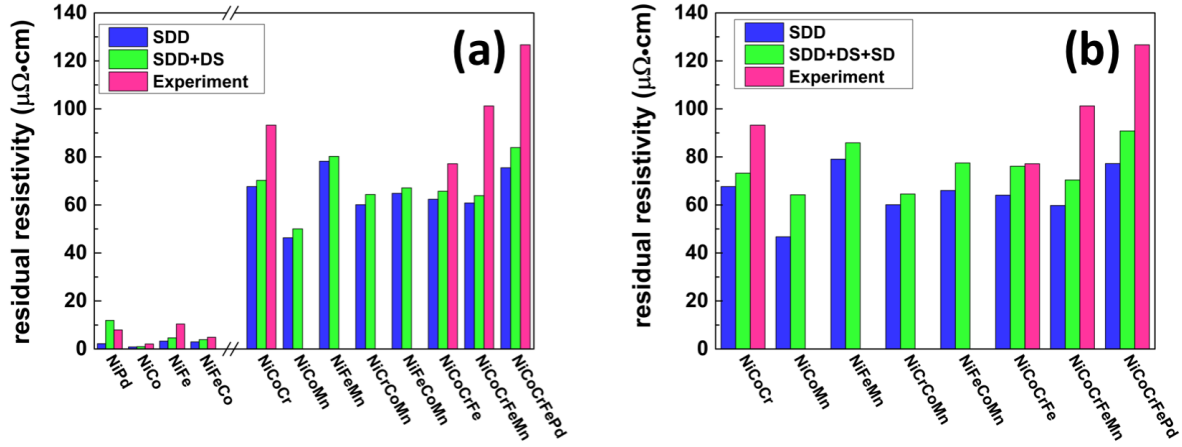 140
120
100
80
60
40
20
0
residual resistivity (μΩ•cm)
SDD
SDD+DS
Experiment
(a)
NiPd
NiCo
NiFe
NiFeCo
NiCoCr
NiCoMn
NiFeMn
NiCrCoMn
NiFeCoMn
NiCoCrFe
NiCoCrFeMn
NiCoCrFePd
140
120
100
80
60
40
20
0
residual resistivity (μΩ•cm)
SDD
SDD+DS+SD
Experiment
(b)
NiCoCr
NiCoMn
NiFeMn
NiCrCoMn
NiFeCoMn
NiCoCrFe
NiCoCrFeMn
NiCoCrFePd